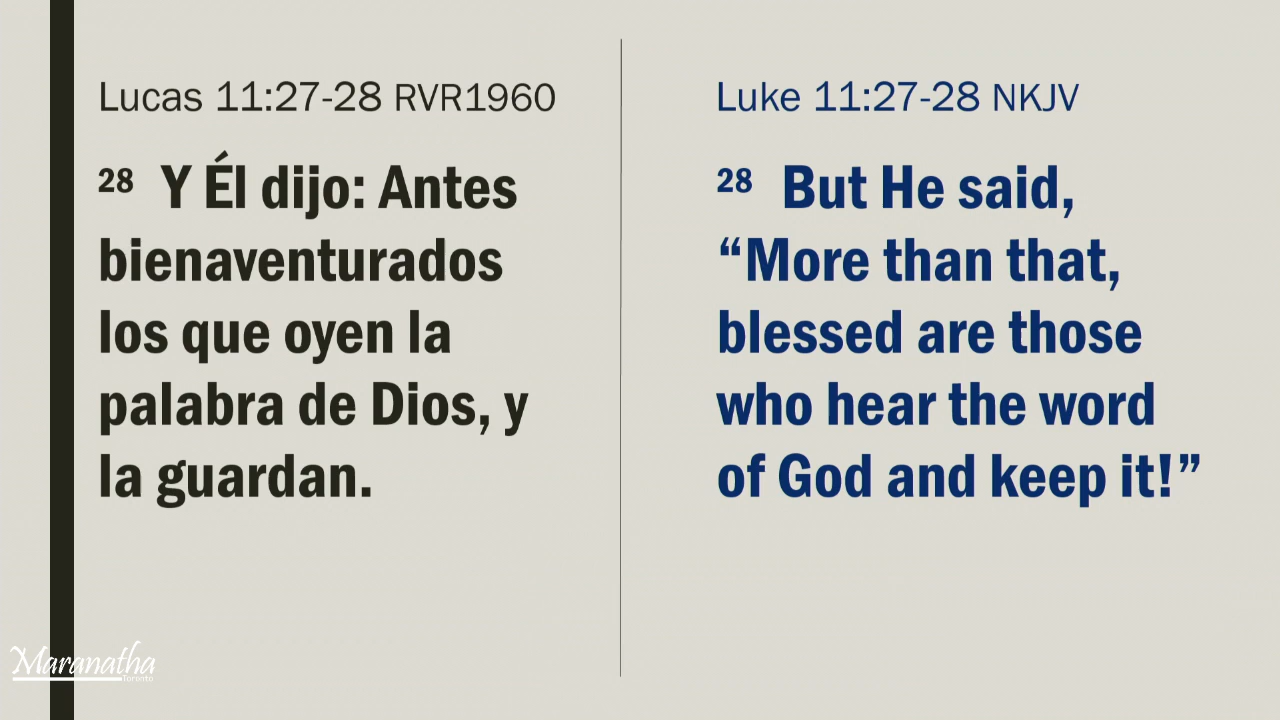 Lucas 11:27-28 RVR1960
28 Y Él dijo: Antes
bienaventurados
los que oyen la
palabra de Dios, y
la guardan.
Luke 11:27-28 NKJV
28 But He said,
“More than that,
blessed are those
who hear the word
of God and keep it!”
Maranatha
Toronto